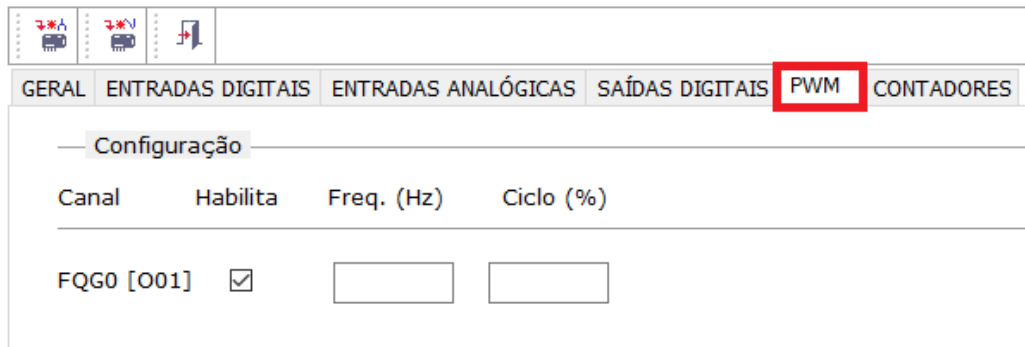 GERAL ENTRADAS DIGITAIS ENTRADAS ANALÓGICAS SAÍDAS DIGITAIS PWM CONTADORES
Configuração
Canal Habilita Freq. (Hz) Ciclo (%)
FQG0 [O01]